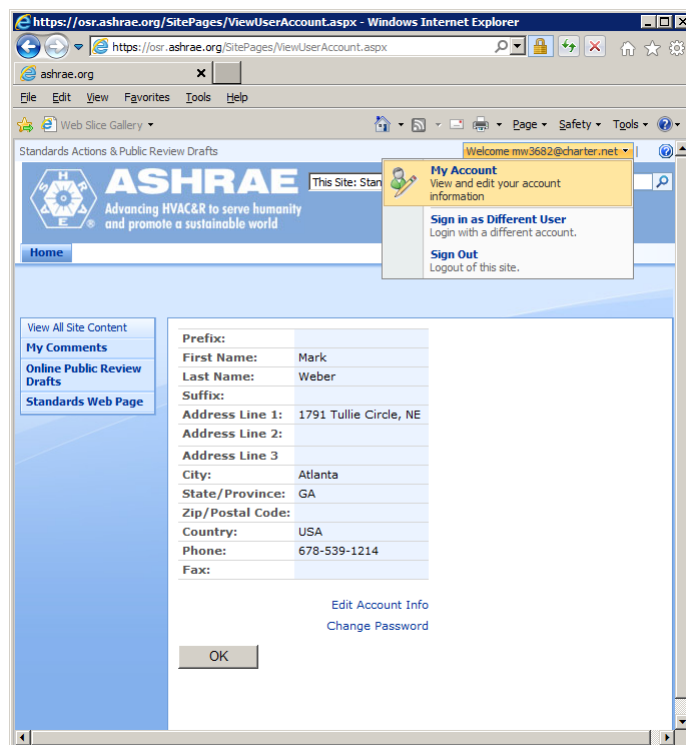 https://osr.ashrae.org/SitePages/ViewUserAccount.aspx - Windows Internet Explorer
https://osr.ashrae.org/SitePages/ViewUserAccount.aspx
ashrae.org
File Edit View Favorites Tools Help
Web Slice Gallery Page Safety Tools
Standards Actions & Public Review Drafts Welcome mw3682@charter.net
ASHRAE
Advancing HVAC&R to serve humanity
and promote a sustainable world
This Site: Stan
My Account
View and edit your account
information
Sign in as Different User
Login with a different account.
Sign Out
Logout of this site.
Home
View All Site Content
My Comments
Online Public Review
Drafts
Standards Web Page
Prefix:
First Name: Mark
Last Name: Weber
Suffix:
Address Line 1: 1791 Tullie Circle, NE
Address Line 2:
Address Line 3
City: Atlanta
State/Province: GA
Zip/Postal Code:
Country: USA
Phone: 678-539-1214
Fax:
Edit Account Info
Change Password
OK